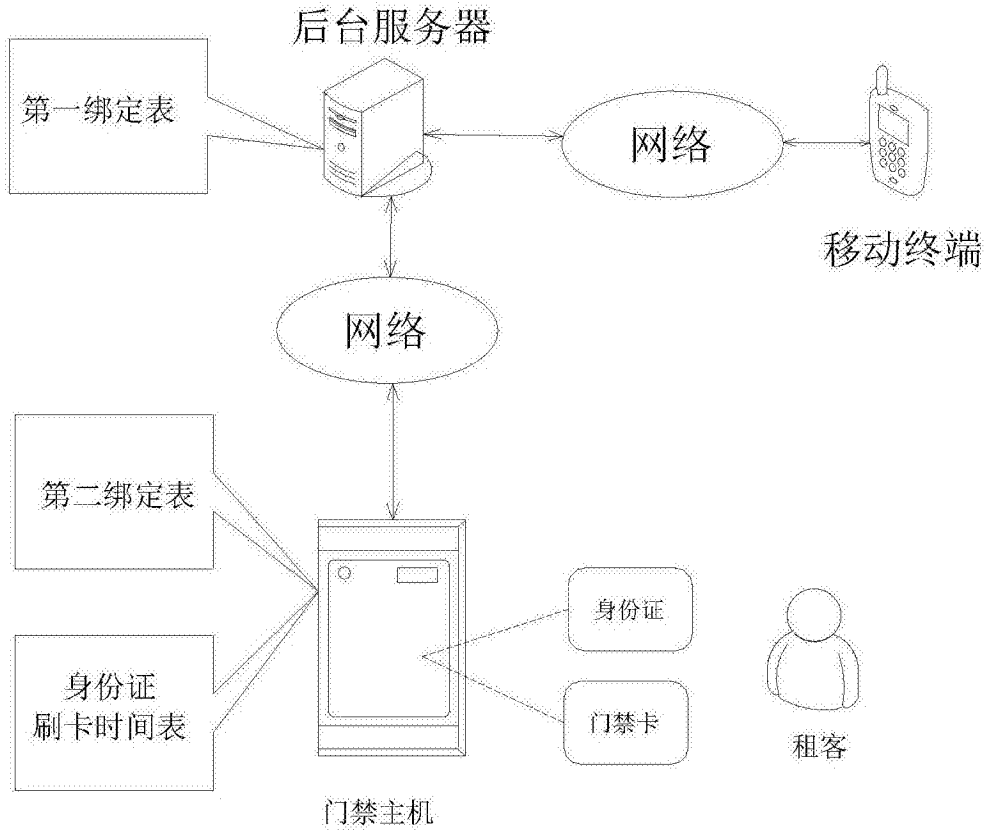 后台服务器
第一绑定表
网络
移动终端
网络
第二绑定表
身份证
刷卡时间表
身份证
门禁卡
租客
门禁主机